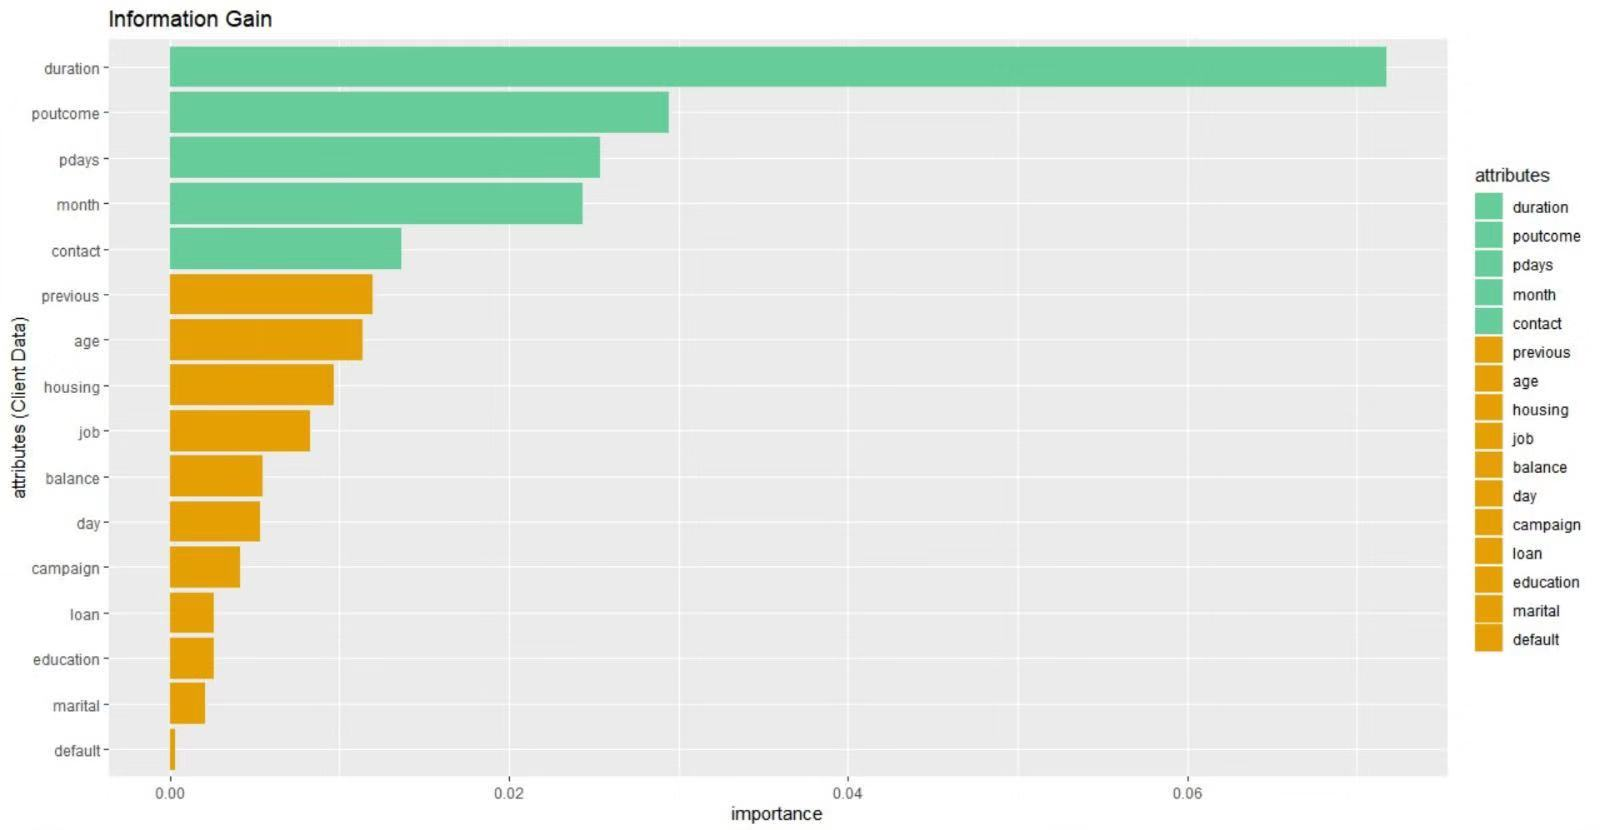 Information Gain
attributes (Client Data)
duration
poutcome
pdays
month
contact
previous
age
housing
job
balance
day
campaign
loan
education
marital
default
0.00 0.02 0.04 0.06
importance
attributes
duration
poutcome
pdays
month
contact
previous
age
housing
job
balance
day
campaign
loan
education
marital
default